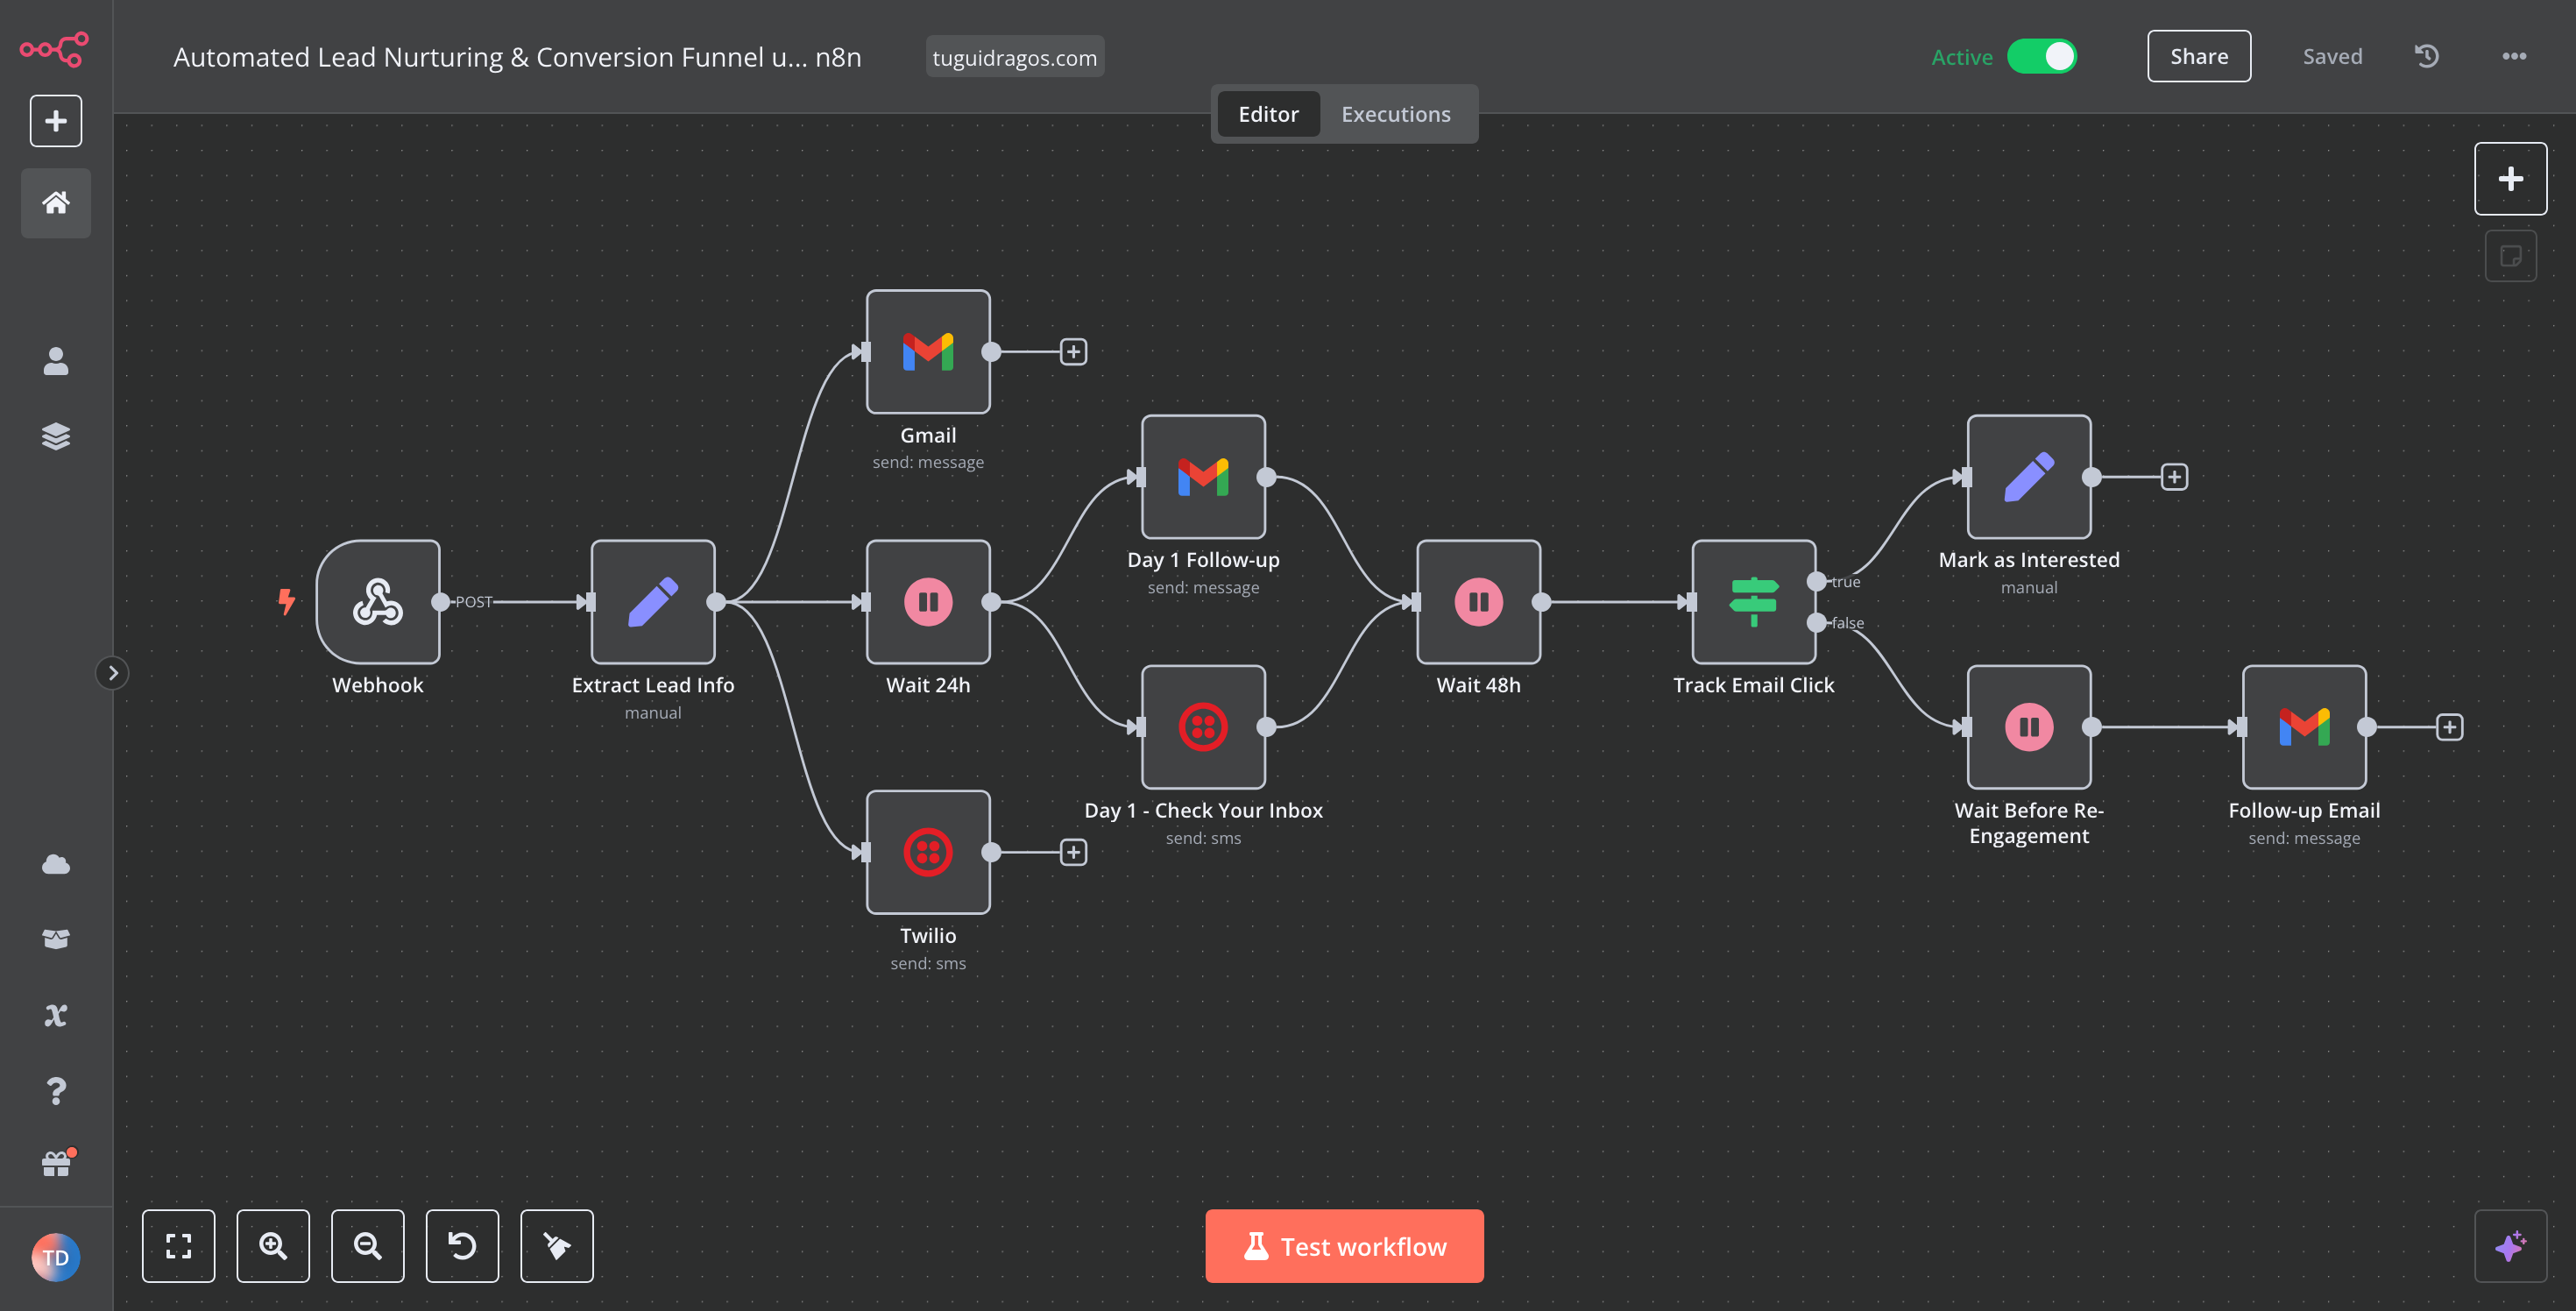 Automated Lead Nurturing & Conversion Funnel u... n8n
tuguidragos.com
Active
Share
Saved
Editor
Executions
Gmail
send: message
Day 1 Follow-up
send: message
Mark as Interested
manual
true
false
POST
Webhook
Extract Lead Info
manual
Wait 24h
Wait 48h
Track Email Click
Day 1 - Check Your Inbox
send: sms
Wait Before Re-
Engagement
Follow-up Email
send: message
Twilio
send: sms
TD
Test workflow